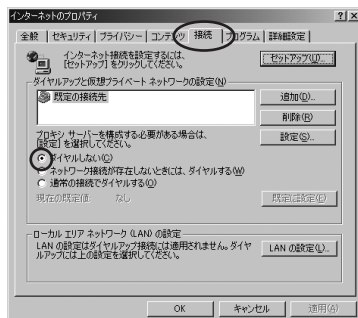 インターネットのプロパティ
全般 セキュリティ プライバシー コンテンツ 接続 プログラム 詳細設定
インターネット接続を設定するには、
[セットアップ] をクリックしてください。
セットアップ(U)...
ダイヤルアップと仮想プライベート ネットワークの設定(N)
既定の接続先
追加(D)...
削除(R)
プロキシ サーバーを構成する必要がある場合は、
[設定] を選択してください。
設定(S)...
ダイヤルしない(C)
ネットワーク接続が存在しないときには、ダイヤルする(W)
通常の接続でダイヤルする(O)
現在の既定値: なし
既定に設定(E)
ローカル エリア ネットワーク (LAN) の設定
LAN の設定はダイヤルアップ接続には適用されません。ダイヤ
ルアップには上の設定を選択してください。
LAN の設定(L)...
OK
キャンセル
適用(A)